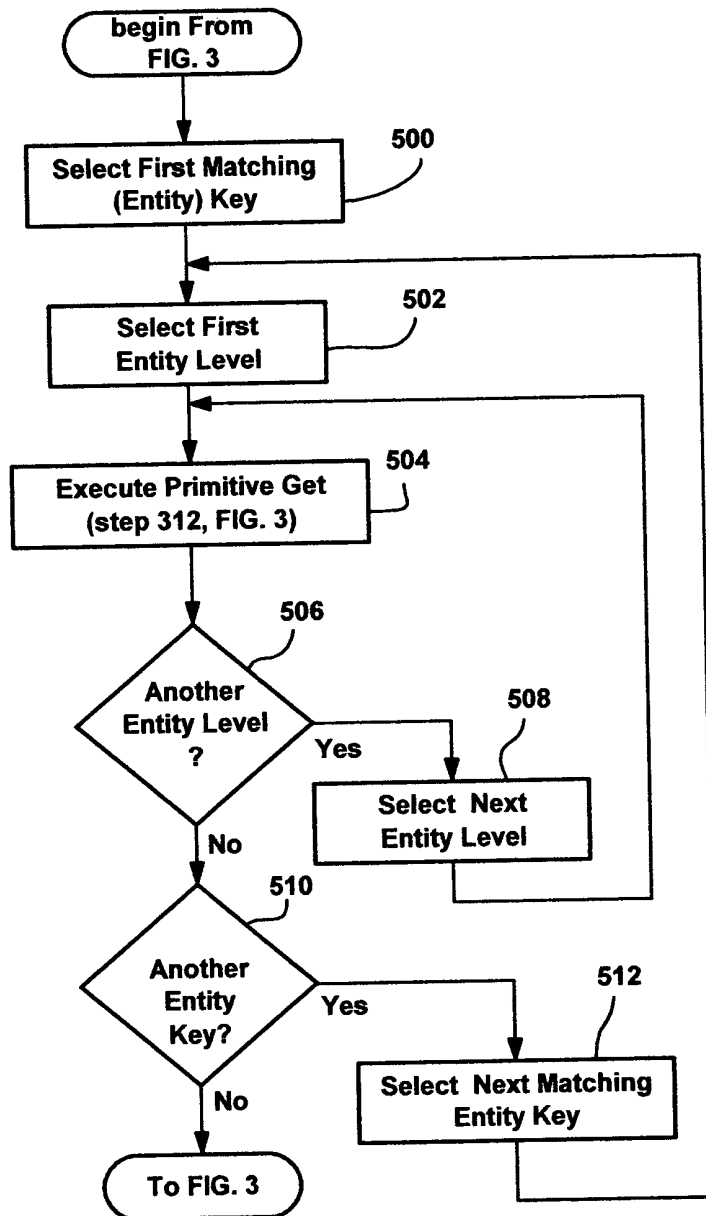 begin From
FIG. 3
500
Select First Matching
(Entity) Key
502
Select First
Entity Level
504
Execute Primitive Get
(step 312, FIG. 3)
506
Another
Entity Level
?
Yes
508
Select Next
Entity Level
No
510
Another
Entity
Key?
Yes
512
Select Next Matching
Entity Key
No
To FIG. 3